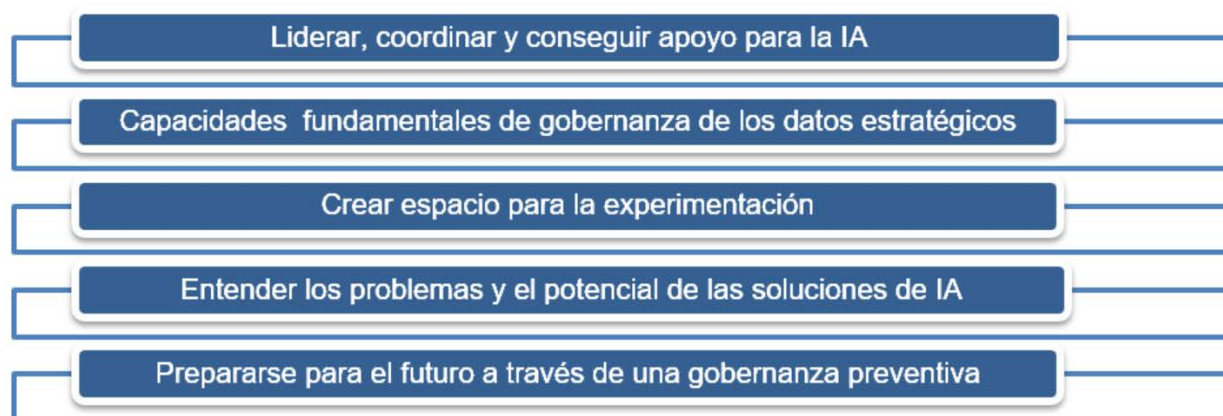 Liderar, coordinar y conseguir apoyo para la IA
Capacidades fundamentales de gobernanza de los datos estratégicos
Crear espacio para la experimentación
Entender los problemas y el potencial de las soluciones de IA
Prepararse para el futuro a través de una gobernanza preventiva